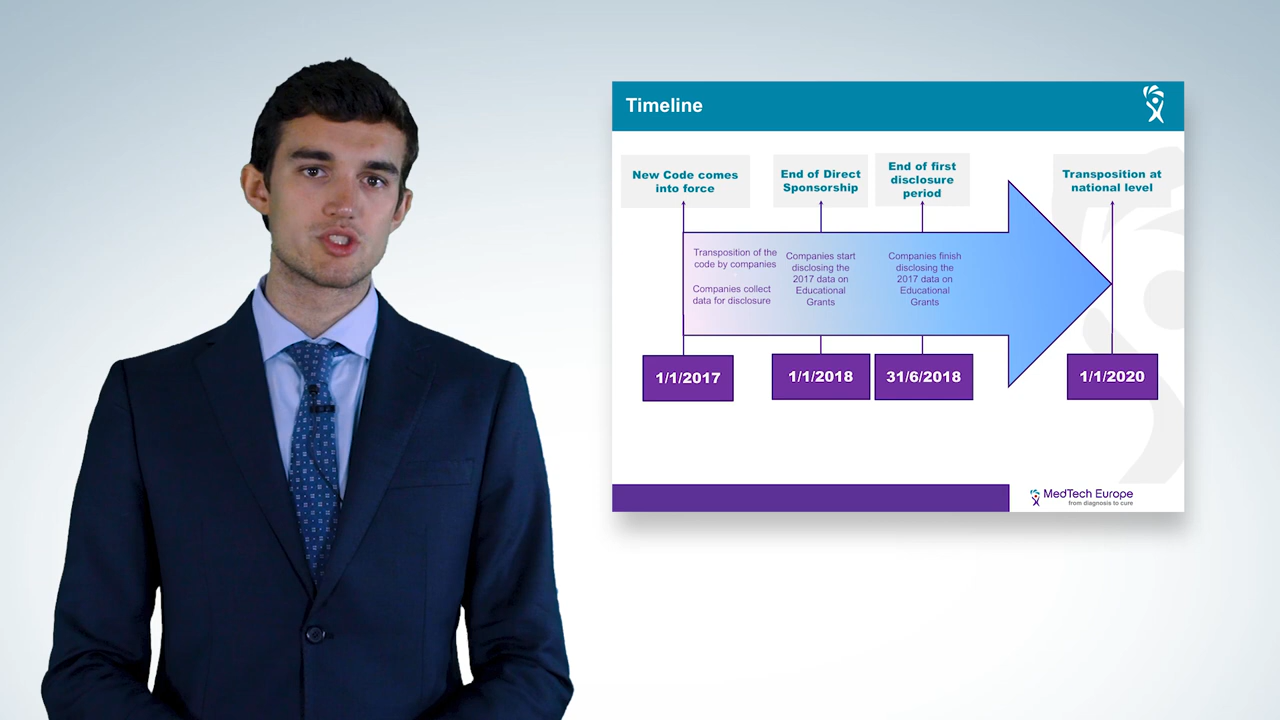 Timeline
New Code comes
into force
End of Direct
Sponsorship
End of first
disclosure
period
Transposition at
national level
Transposition of the
code by companies
Companies collect
data for disclosure
Companies start
disclosing the
2017 data on
Educational
Grants
Companies finish
disclosing the
2017 data on
Educational
Grants
1/1/2017
1/1/2018
31/6/2018
1/1/2020
MedTech Europe
from diagnosis to cure